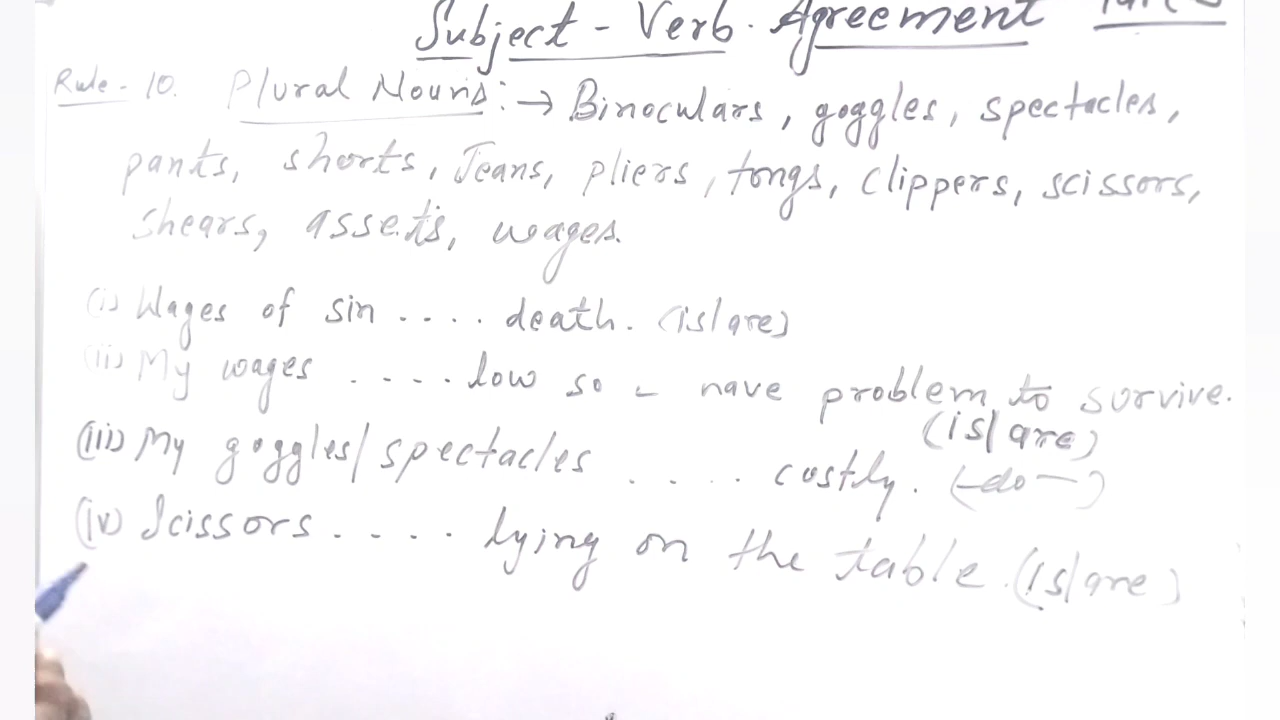 Subject - Verb. Agreement
Rule - 10. Plural Nouns :→ Binoculars, goggles, spectacles,
pants, shorts, Jeans, pliers, tongs, clippers, scissors,
shears, assets, wages.
(i) Wages of sin .... death. (is/are)
(ii) My wages .... low so have problem to survive.
(is/are)
(iii) My goggles/spectacles .... costly. (-do-)
(iv) Scissors .... lying on the table. (is/are)